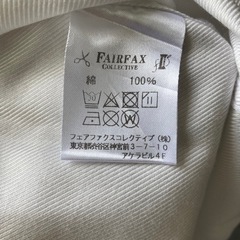 FAIRFAX
COLLECTIVE
綿 100%
フェアファクスコレクティブ(株)
東京都渋谷区神宮前3-7-10
アケラビル4F